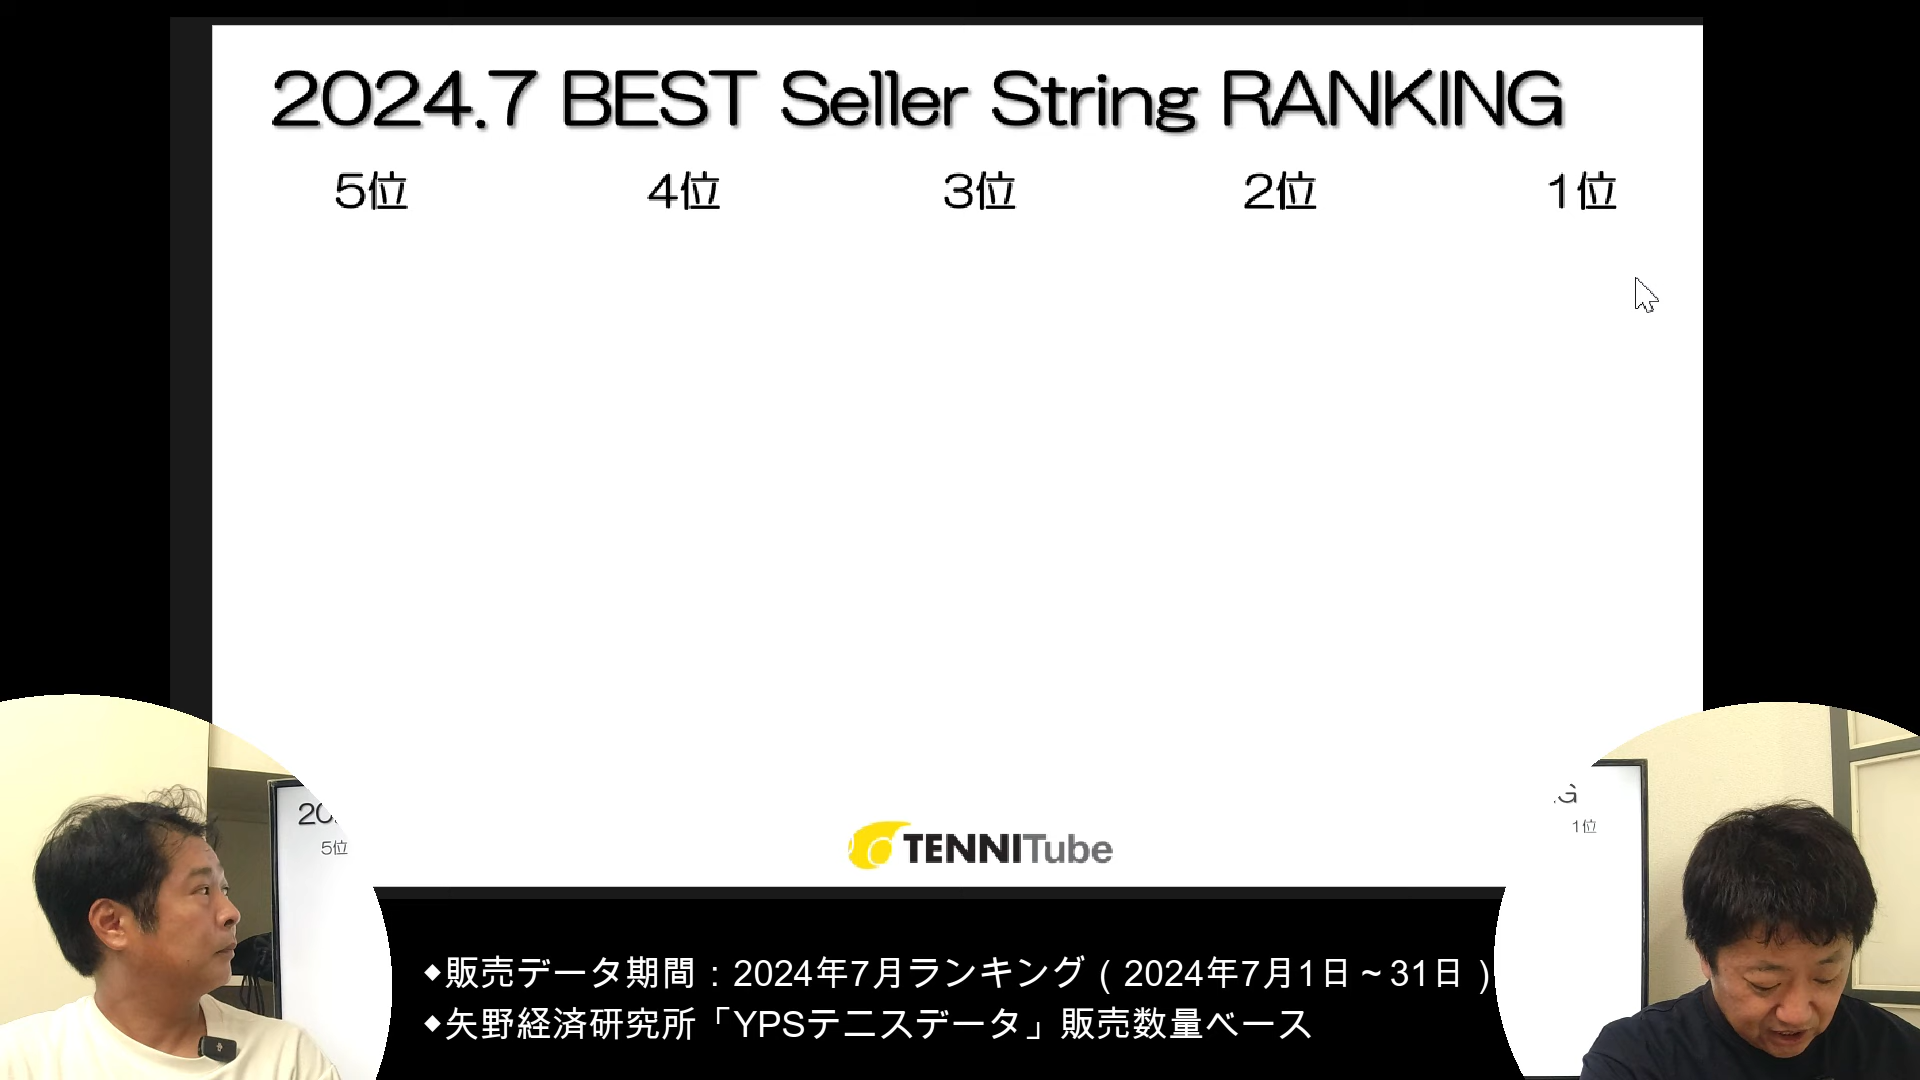 2024.7 BEST Seller String RANKING
5位 4位 3位 2位 1位
TENNITube
20
5位
G
1位
◆販売データ期間：2024年7月ランキング（2024年7月1日～31日）
◆矢野経済研究所「YPSテニスデータ」販売数量ベース